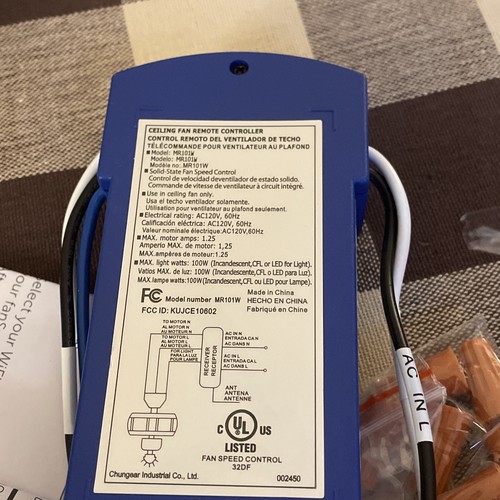 CEILING FAN REMOTE CONTROLLER
CONTROL REMOTO DEL VENTILADOR DE TECHO
TÉLÉCOMMANDE POUR VENTILATEUR AU PLAFOND
■ Model: MR101W
Modelo: MR101W
Modèle no:.MR101W
■ Solid-State Fan Speed Control
Control de velocidad deventilador de estado solido.
Commande de vitesse de ventilateur à circuit intégré.
■ Use in ceiling fan only.
Usa el techo ventilador solamente.
Utilisation pour ventilateur au plafond seulement.
■ Electrical rating: AC120V, 60Hz
Calificación eléctrica: AC120V, 60Hz
Valeur nominale électrique:AC120V,60Hz
■ MAX. motor amps: 1.25
Amperio MAX. de motor: 1,25
MAX.ampères de moteur:1.25
■ MAX. light watts: 100W (Incandescent,CFL or LED for Light).
Vatios MAX. de luz: 100W (Incandescent,CFL ou LED para Luz).
MAX.lampe watts:100W (Incandescent,CFL ou LED pour Lampe).
FC Model number MR101W
FCC ID: KUJCE10602
Made in China
HECHO EN CHINA
Fabriqué en Chine
TO MOTOR N
AL MOTOR N
AU MOTEUR N
TO MOTOR L
AL MOTOR L
AU MOTEUR L
FOR LIGHT
PARA LA LUZ
POUR LAMPE
RECEIVER
RECEPTOR
AC IN N
ENTRADA CA N
AC DANS N
AC IN L
ENTRADA CA L
AC DANS L
ANT
ANTENA
ANTENNE
C UL US
LISTED
FAN SPEED CONTROL
32DF
Chungear Industrial Co., Ltd.
002450
AC IN L
elect your
our fans